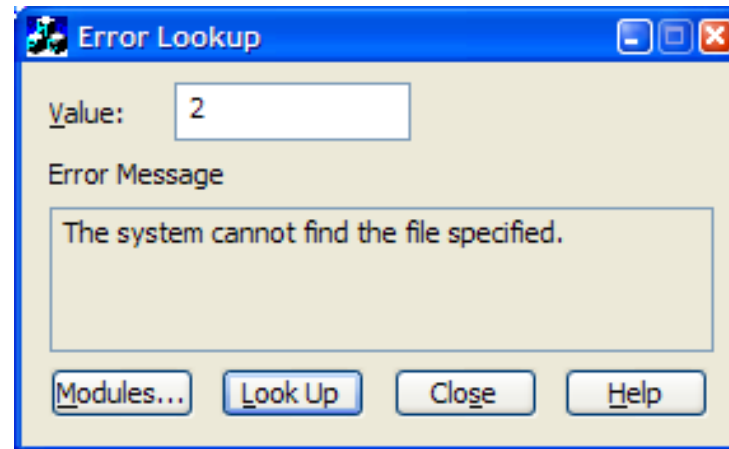 Error Lookup
Value: 2
Error Message
The system cannot find the file specified.
Modules... Look Up Close Help